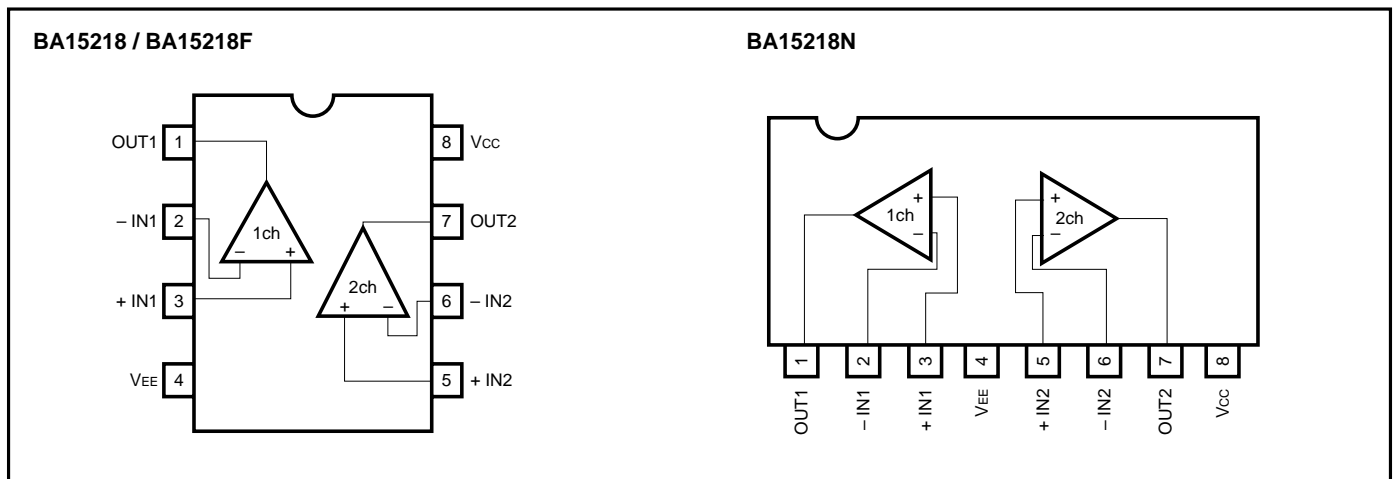 BA15218 / BA15218F
OUT1 1
8 VCC
– IN1 2
7 OUT2
1ch
– +
+ IN1 3
2ch
+ –
6 – IN2
VEE 4
5 + IN2
BA15218N
1ch
+
–
2ch
+
–
1 2 3 4 5 6 7 8
OUT1
– IN1
+ IN1
VEE
+ IN2
– IN2
OUT2
VCC